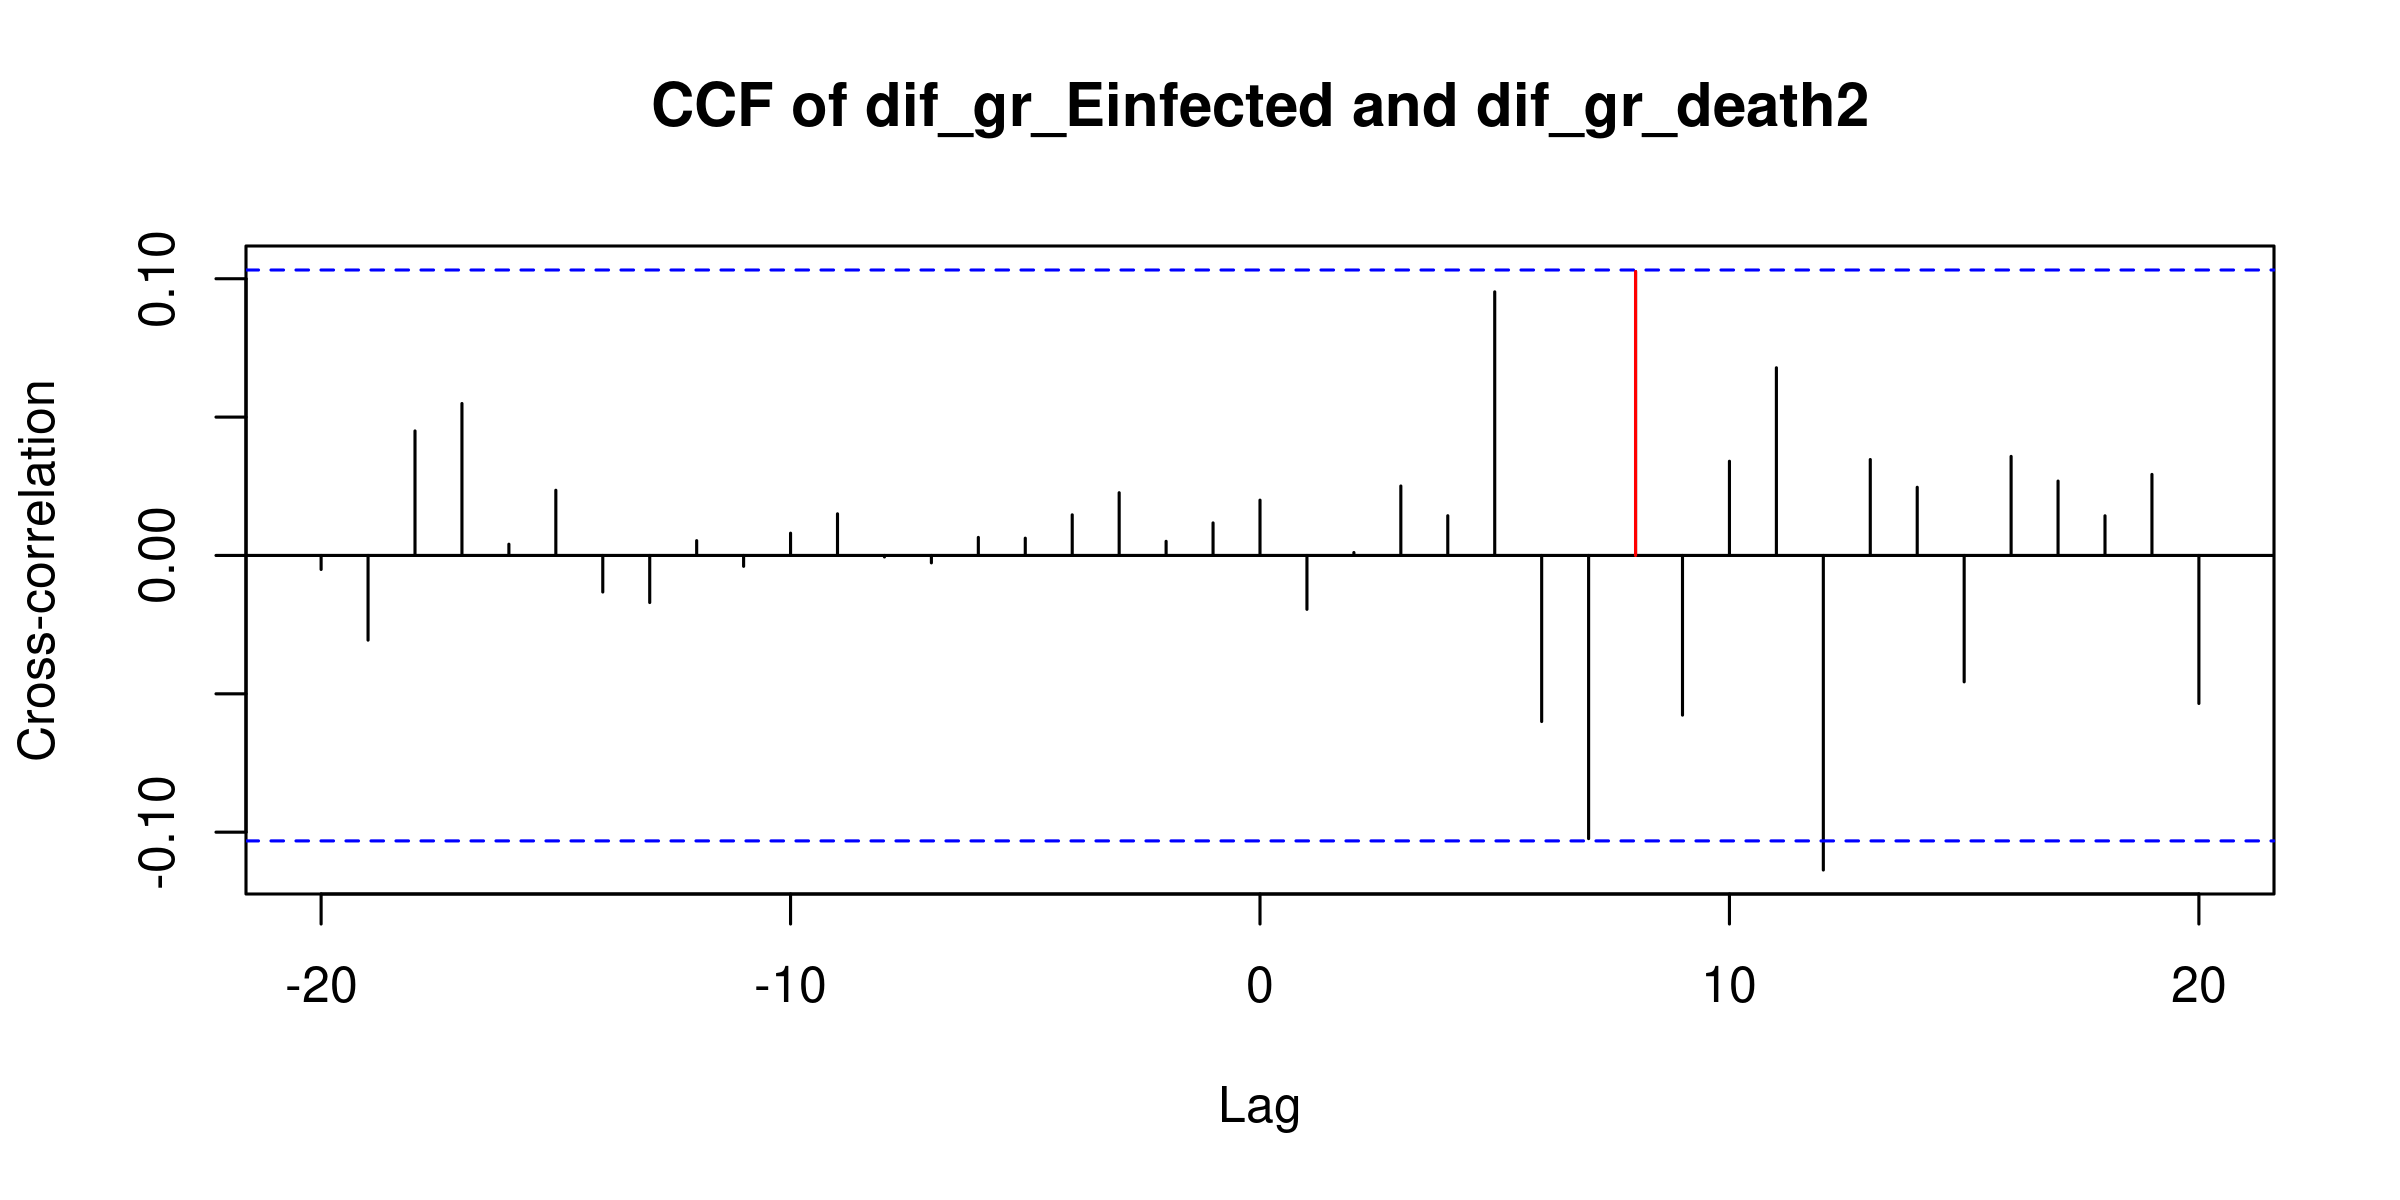 CCF of dif_gr_Einfected and dif_gr_death2
Cross-correlation
0.10
0.00
-0.10
-20 -10 0 10 20
Lag